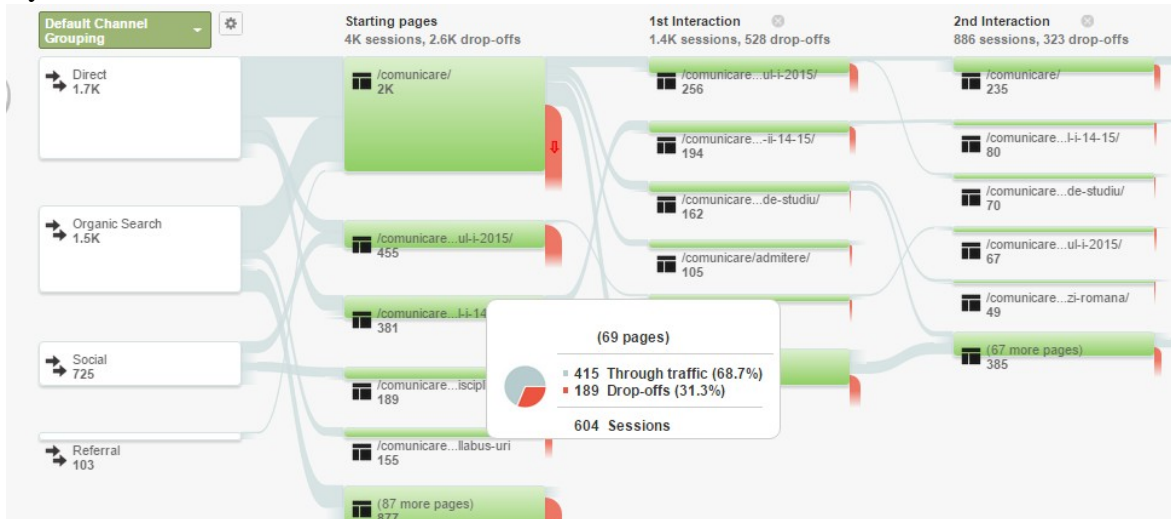 Default Channel
Grouping
Starting pages
4K sessions, 2.6K drop-offs
1st Interaction
1.4K sessions, 528 drop-offs
2nd Interaction
886 sessions, 323 drop-offs
Direct
1.7K
Organic Search
1.5K
Social
725
Referral
103
/comunicare/
2K
/comunicare...ul-i-2015/
455
/comunicare...l-i-14
381
/comunicare...iscipl
189
/comunicare...llabus-uri
155
(87 more pages)
877
/comunicare...ul-i-2015/
256
/comunicare...-ii-14-15/
194
/comunicare...de-studiu/
162
/comunicare/admitere/
105
(69 pages)
415 Through traffic (68.7%)
189 Drop-offs (31.3%)
604 Sessions
/comunicare/
235
/comunicare...l-i-14-15/
80
/comunicare...de-studiu/
70
/comunicare...ul-i-2015/
67
/comunicare...zi-romana/
49
(67 more pages)
385